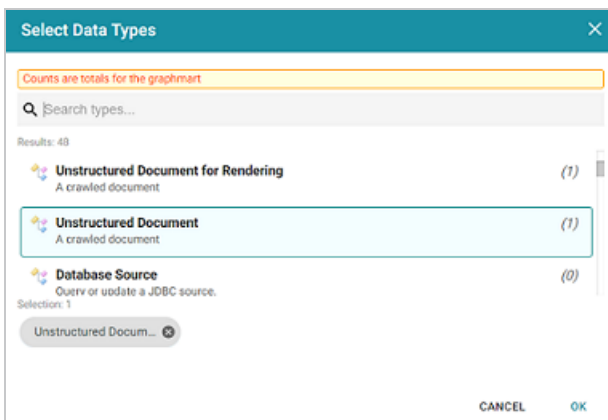 Select Data Types
Counts are totals for the graphmart
Search types...
Results: 48
Unstructured Document for Rendering (1)
A crawled document
Unstructured Document (1)
A crawled document
Database Source (0)
Query or update a JDBC source.
Selection: 1
Unstructured Docum...
CANCEL OK